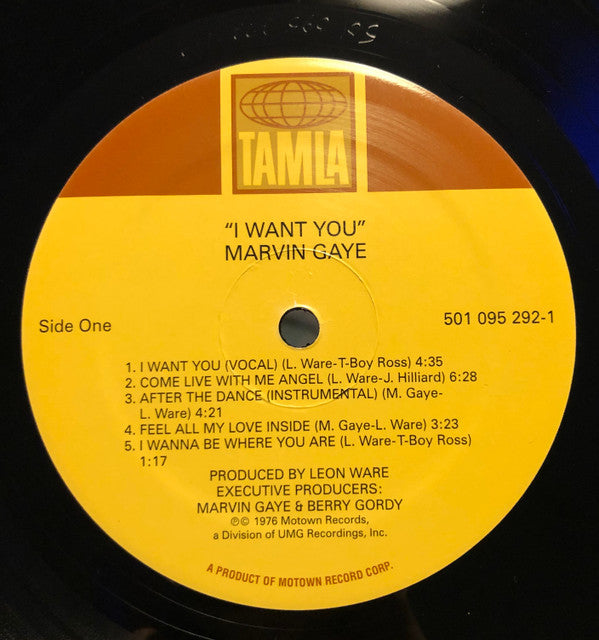 TAMLA
"I WANT YOU"
MARVIN GAYE
Side One
501 095 292-1
1. I WANT YOU (VOCAL) (L. Ware-T-Boy Ross) 4:35
2. COME LIVE WITH ME ANGEL (L. Ware-J. Hilliard) 6:28
3. AFTER THE DANCE (INSTRUMENTAL) (M. Gaye-
L. Ware) 4:21
4. FEEL ALL MY LOVE INSIDE (M. Gaye-L. Ware) 3:23
5. I WANNA BE WHERE YOU ARE (L. Ware-T-Boy Ross)
1:17
PRODUCED BY LEON WARE
EXECUTIVE PRODUCERS:
MARVIN GAYE & BERRY GORDY
℗© 1976 Motown Records,
a Division of UMG Recordings, Inc.
A PRODUCT OF MOTOWN RECORD CORP.